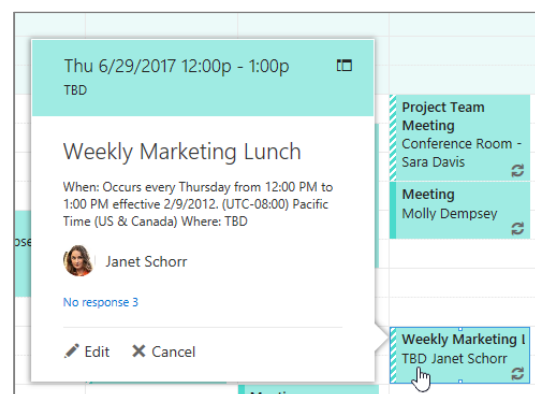 Thu 6/29/2017 12:00p - 1:00p
TBD
Weekly Marketing Lunch
When: Occurs every Thursday from 12:00 PM to
1:00 PM effective 2/9/2012. (UTC-08:00) Pacific
Time (US & Canada) Where: TBD
Janet Schorr
No response 3
Edit Cancel
Project Team
Meeting
Conference Room -
Sara Davis
Meeting
Molly Dempsey
Weekly Marketing L
TBD Janet Schorr